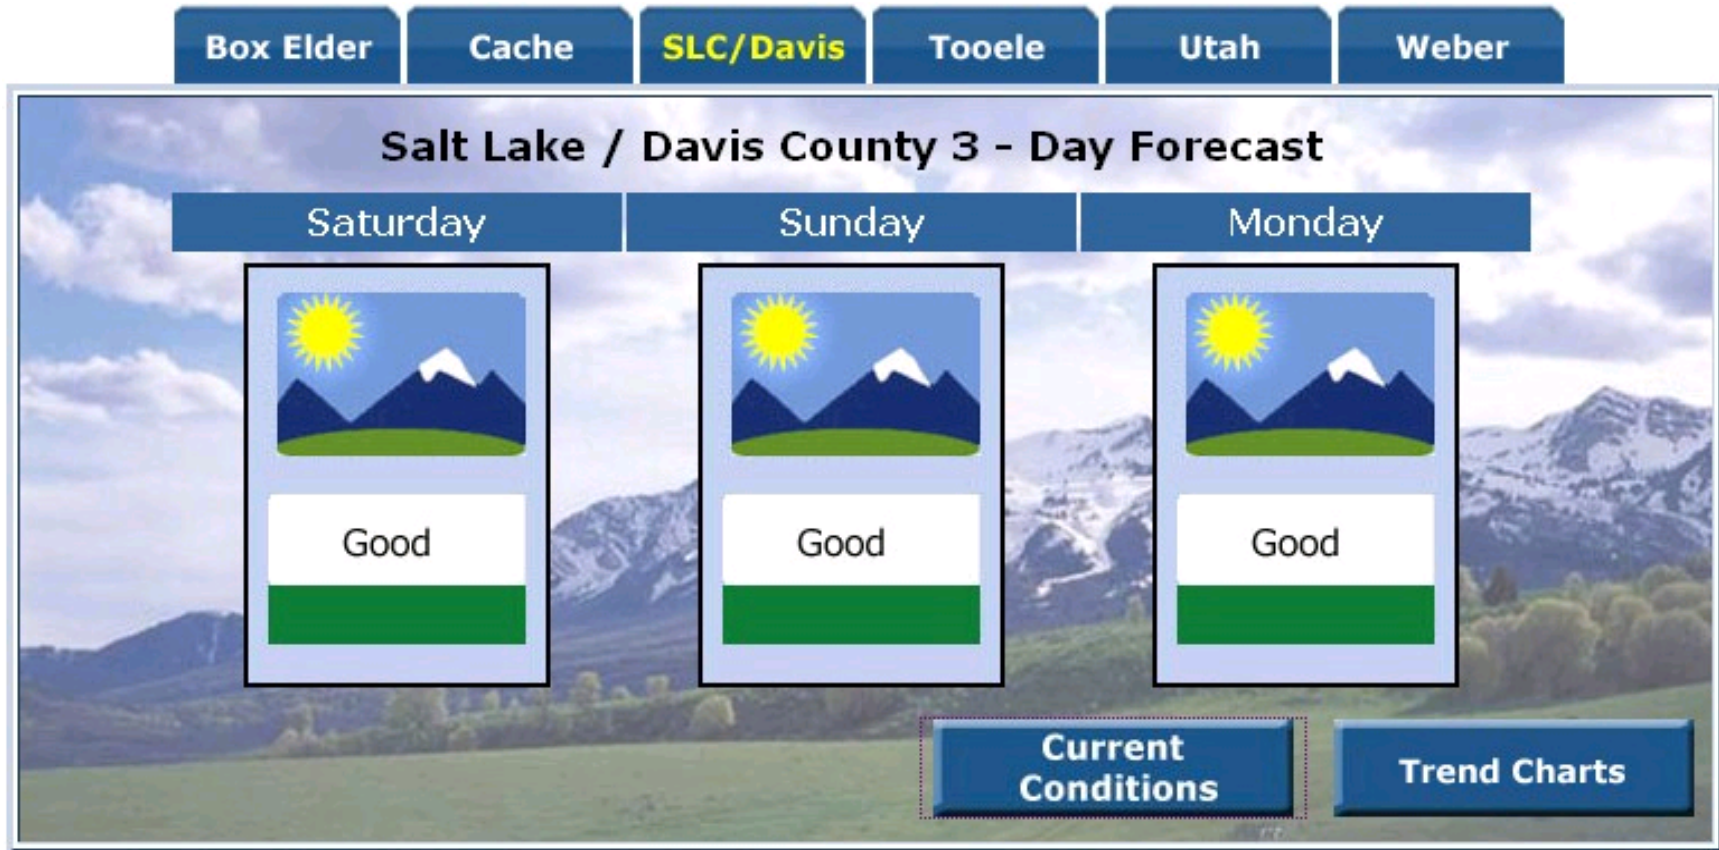 Box Elder
Cache
SLC/Davis
Tooele
Utah
Weber
Salt Lake / Davis County 3 - Day Forecast
Saturday
Sunday
Monday
Good
Good
Good
Current
Conditions
Trend Charts